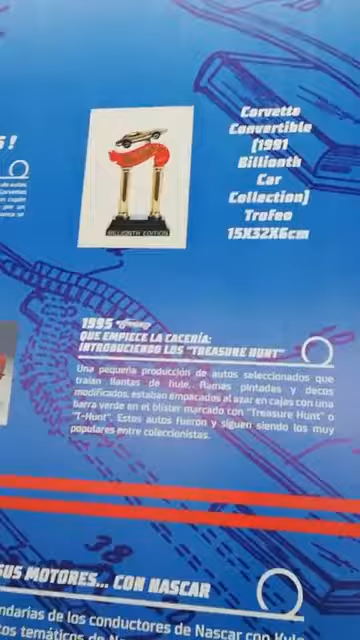 Corvette
Convertible
(1991
Billionth
Car
Collection)
Trofeo
15X32X6cm
BILLIONTH EDITION
1995
QUE EMPIECE LA CACERÍA:
INTRODUCIENDO LOS "TREASURE HUNT"
Una pequeña producción de autos seleccionados que
traían llantas de hule, flamas pintadas y decos
modificados, estaban empacados al azar en cajas con una
barra verde en el blíster marcado con "Treasure Hunt" o
"T-Hunt". Estos autos fueron y siguen siendo los muy
populares entre coleccionistas.
38
SUS MOTORES... CON NASCAR
de los conductores de Nascar con
temáticos de